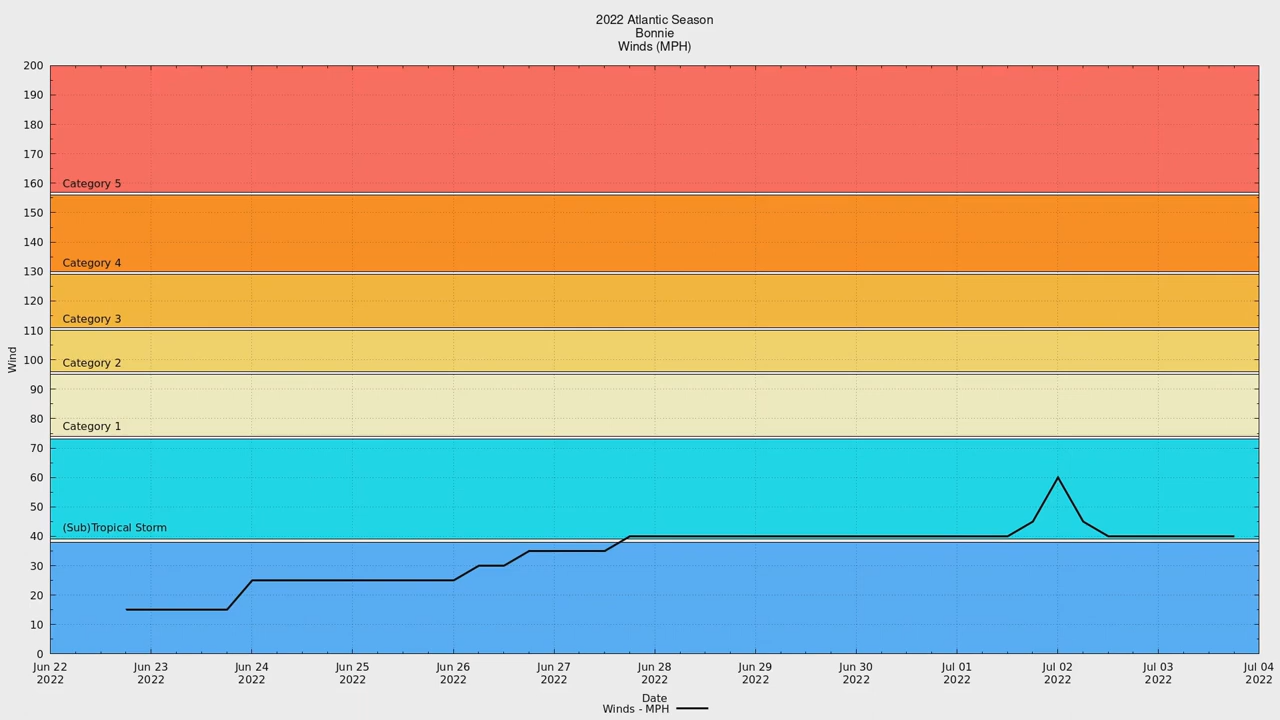 2022 Atlantic Season
Bonnie
Winds (MPH)
200
190
180
170
160
150
140
130
120
110
100
90
80
70
60
50
40
30
20
10
0
Wind
Category 5
Category 4
Category 3
Category 2
Category 1
(Sub)Tropical Storm
Jun 22 Jun 23 Jun 24 Jun 25 Jun 26 Jun 27 Jun 28 Jun 29 Jun 30 Jul 01 Jul 02 Jul 03 Jul 04
2022 2022 2022 2022 2022 2022 2022 2022 2022 2022 2022 2022 2022
Date
Winds - MPH